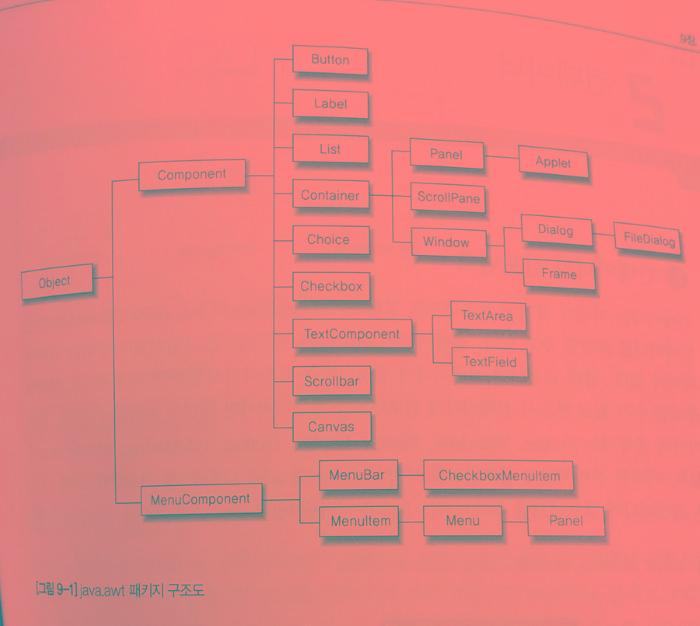 Button
Label
List
Component
Container
Panel
Applet
ScrollPane
Choice
Window
Dialog
FileDialog
Frame
Object
Checkbox
TextComponent
TextArea
TextField
Scrollbar
Canvas
MenuComponent
MenuBar
CheckboxMenuItem
MenuItem
Menu
Panel
[그림 9-1] java.awt 패키지 구조도